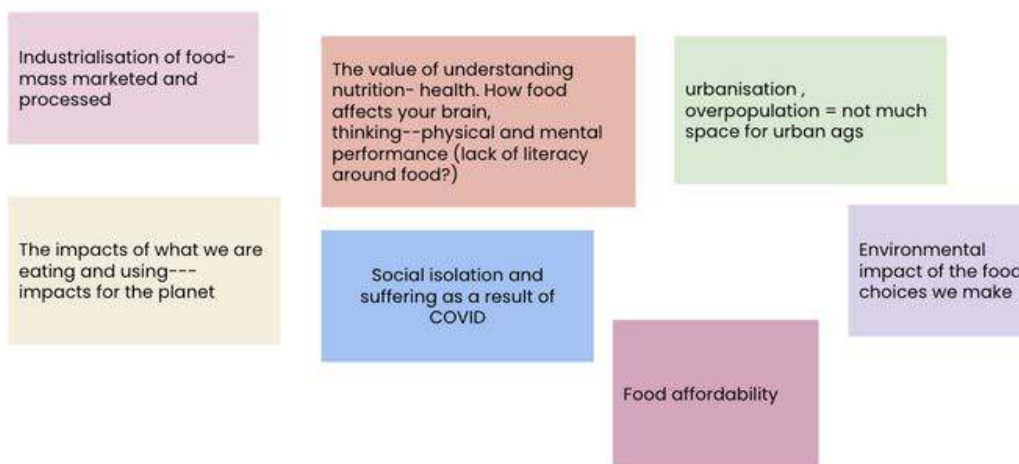 Industrialisation of food-
mass marketed and
processed
The value of understanding
nutrition- health. How food
affects your brain,
thinking--physical and mental
performance (lack of literacy
around food?)
urbanisation ,
overpopulation = not much
space for urban ags
The impacts of what we are
eating and using---
impacts for the planet
Social isolation and
suffering as a result of
COVID
Environmental
impact of the food
choices we make
Food affordability